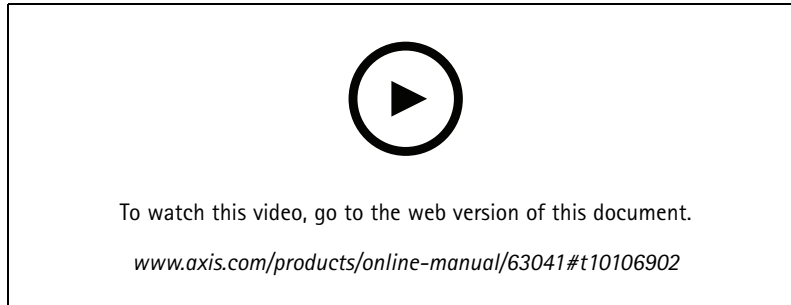 To watch this video, go to the web version of this document.
www.axis.com/products/online-manual/63041#t10106902